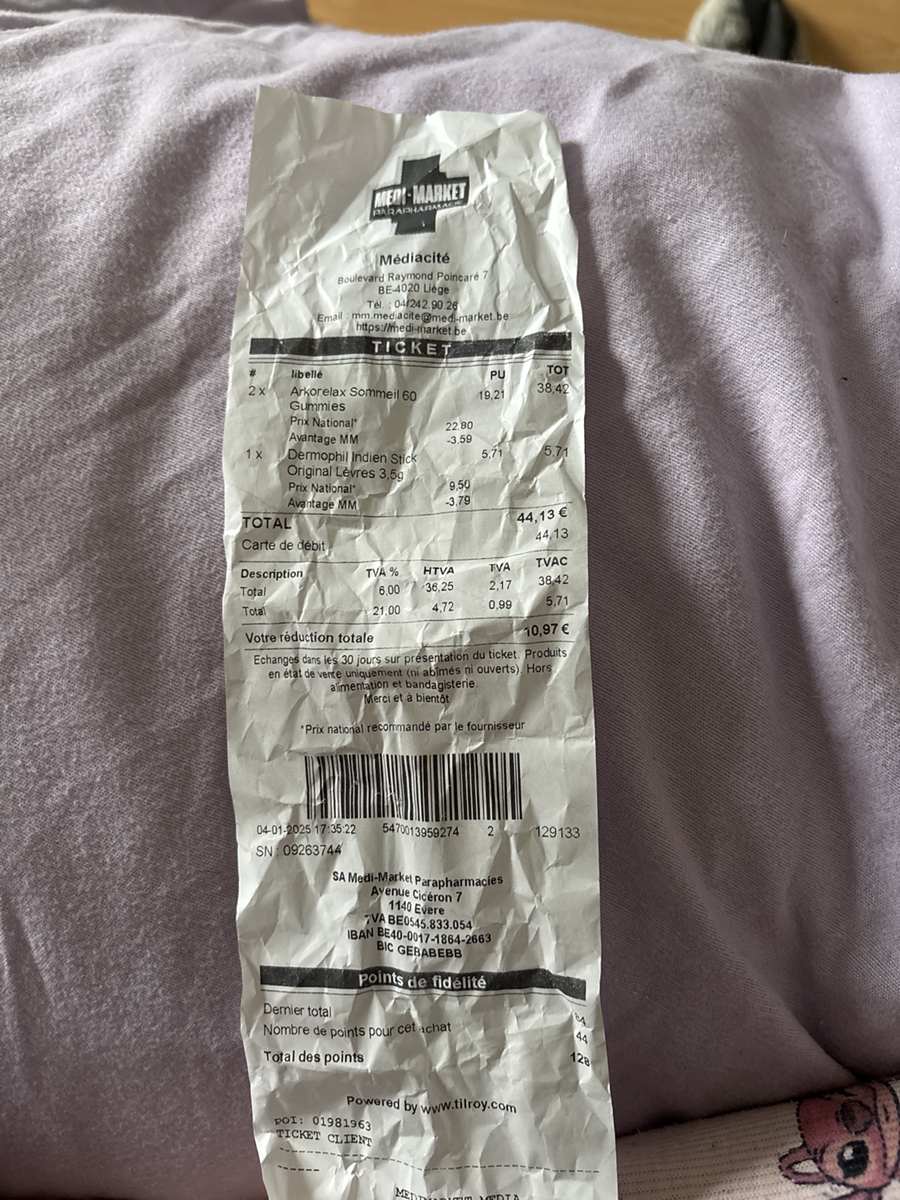 MEDI-MARKET
PARAPHARMACIE
Médiacité
Boulevard Raymond Poincaré 7
BE-4020 Liège
Tél. : 04/242.90.26
Email : mm.mediacite@medi-market.be
https://medi-market.be
TICKET
# libellé PU TOT
2 x Arkorelax Sommeil 60 19,21 38,42
Gummies
Prix National* 22.80
Avantage MM -3,59
1 x Dermophil Indien Stick 5,71 5,71
Original Lèvres 3,5g
Prix National* 9,50
Avantage MM -3,79
TOTAL 44,13 €
Carte de débit 44,13
Description TVA % HTVA TVA TVAC
Total 6,00 36,25 2,17 38,42
Total 21,00 4,72 0,99 5,71
Votre réduction totale 10,97 €
Echanges dans les 30 jours sur présentation du ticket. Produits
en état de vente uniquement (ni abîmés ni ouverts). Hors
alimentation et bandagisterie.
Merci et à bientôt
*Prix national recommandé par le fournisseur
04-01-2025 17:35:22 5470013959274 2 129133
SN : 09263744
SA Medi-Market Parapharmacies
Avenue Cicéron 7
1140 Evere
TVA BE0545.833.054
IBAN BE40-0017-1864-2663
BIC GEBABEBB
Points de fidélité
Dernier total
Nombre de points pour cet achat 44
Total des points 128
Powered by www.tilroy.com
POI: 01981963
TICKET CLIENT